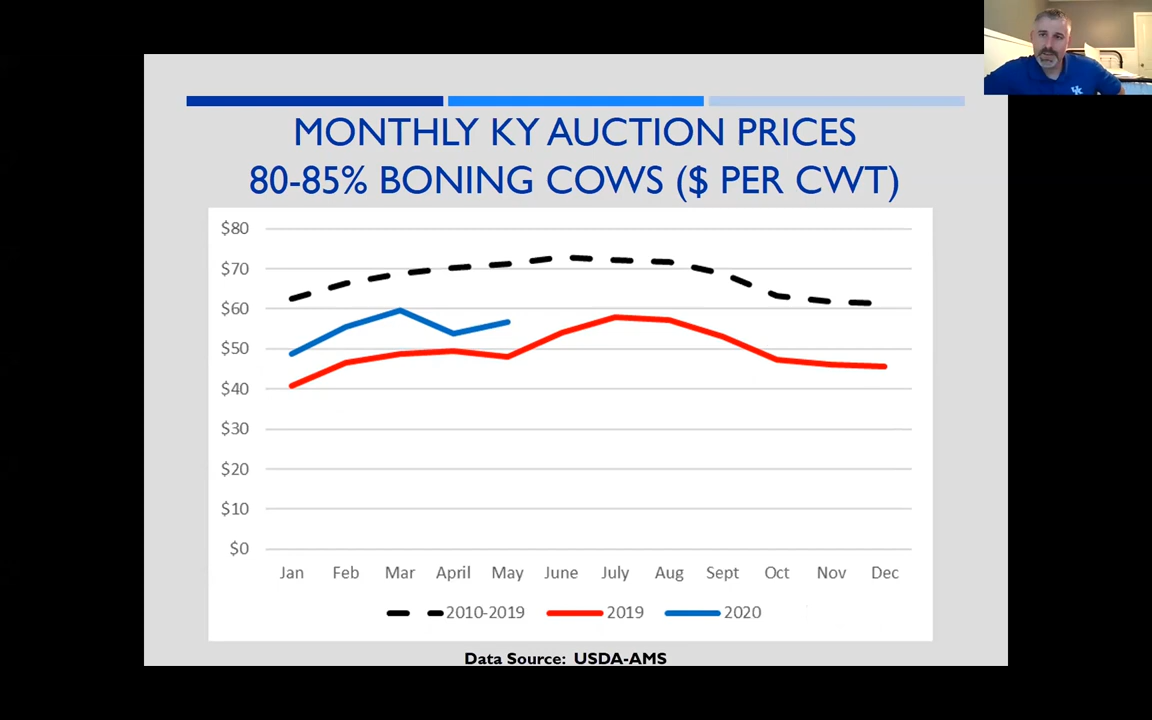 MONTHLY KY AUCTION PRICES
80-85% BONING COWS ($ PER CWT)
$80
$70
$60
$50
$40
$30
$20
$10
$0
Jan Feb Mar April May June July Aug Sept Oct Nov Dec
2010-2019 2019 2020
Data Source: USDA-AMS
UK